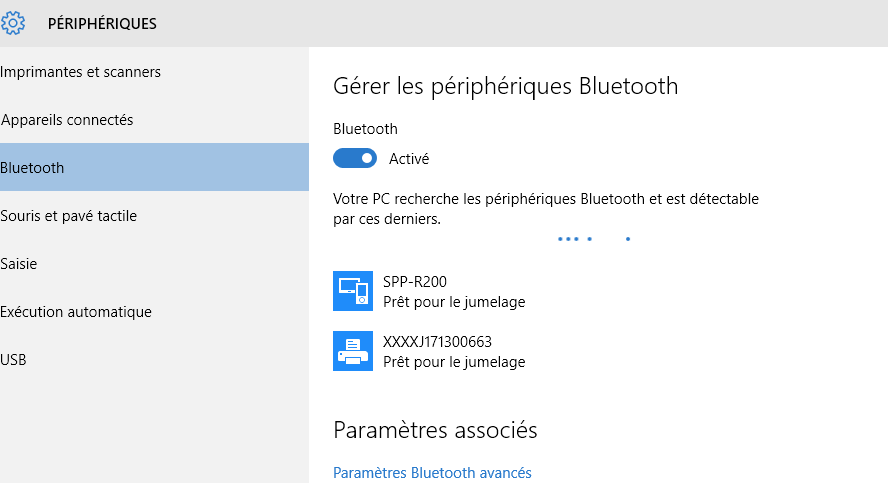 PÉRIPHÉRIQUES
Imprimantes et scanners
Appareils connectés
Bluetooth
Souris et pavé tactile
Saisie
Exécution automatique
USB
Gérer les périphériques Bluetooth
Bluetooth
Activé
Votre PC recherche les périphériques Bluetooth et est détectable
par ces derniers.
SPP-R200
Prêt pour le jumelage
XXXXJ171300663
Prêt pour le jumelage
Paramètres associés
Paramètres Bluetooth avancés